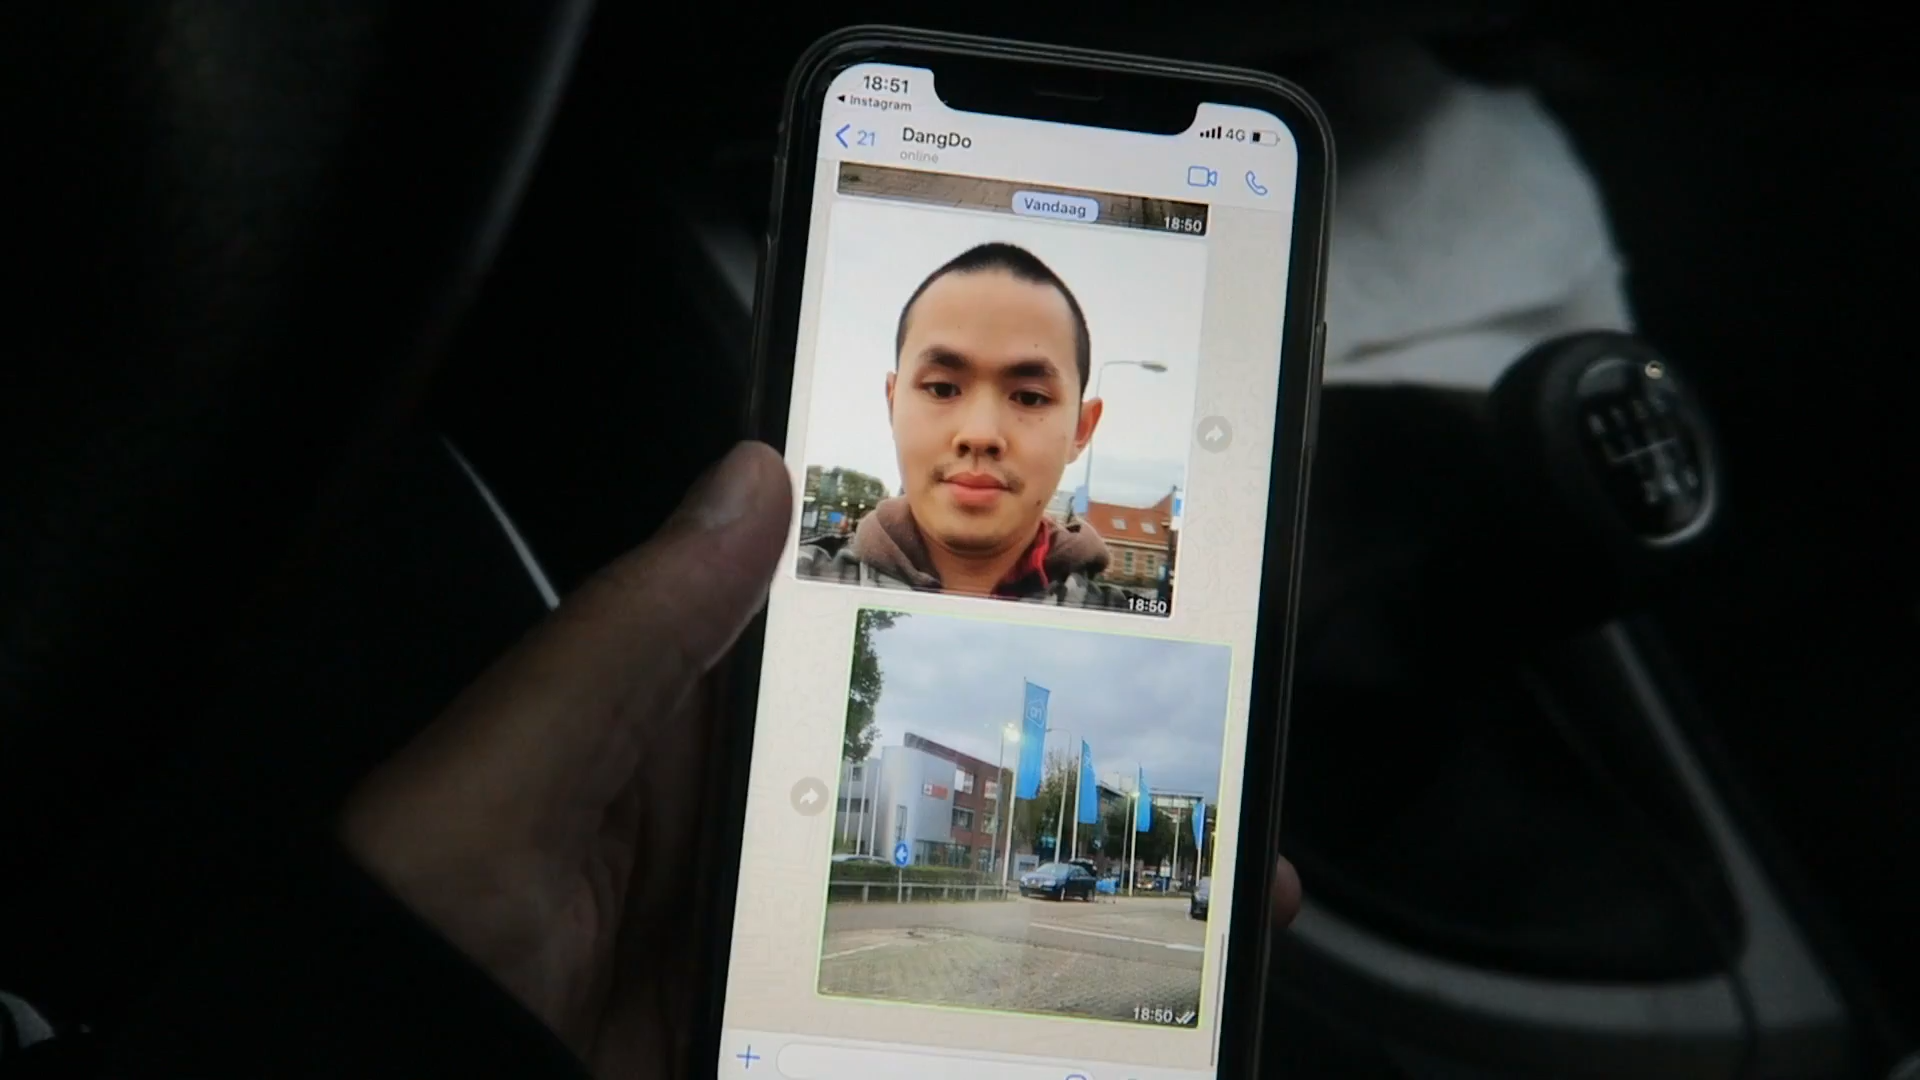 18:51
◀ Instagram
4G
21
DangDo
online
Vandaag
18:50
18:50
18:50